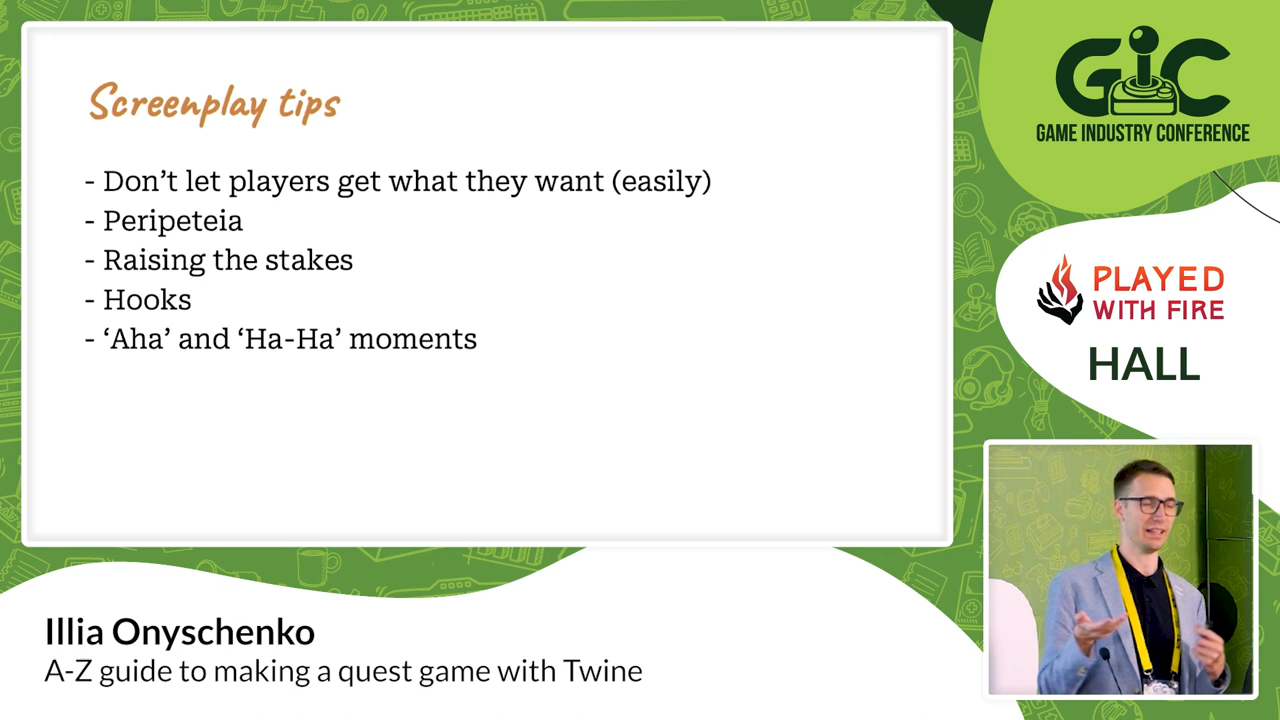 Screenplay tips
- Don’t let players get what they want (easily)
- Peripeteia
- Raising the stakes
- Hooks
- ‘Aha’ and ‘Ha-Ha’ moments
GIC
GAME INDUSTRY CONFERENCE
PLAYED
WITH FIRE
HALL
Illia Onyschenko
A-Z guide to making a quest game with Twine